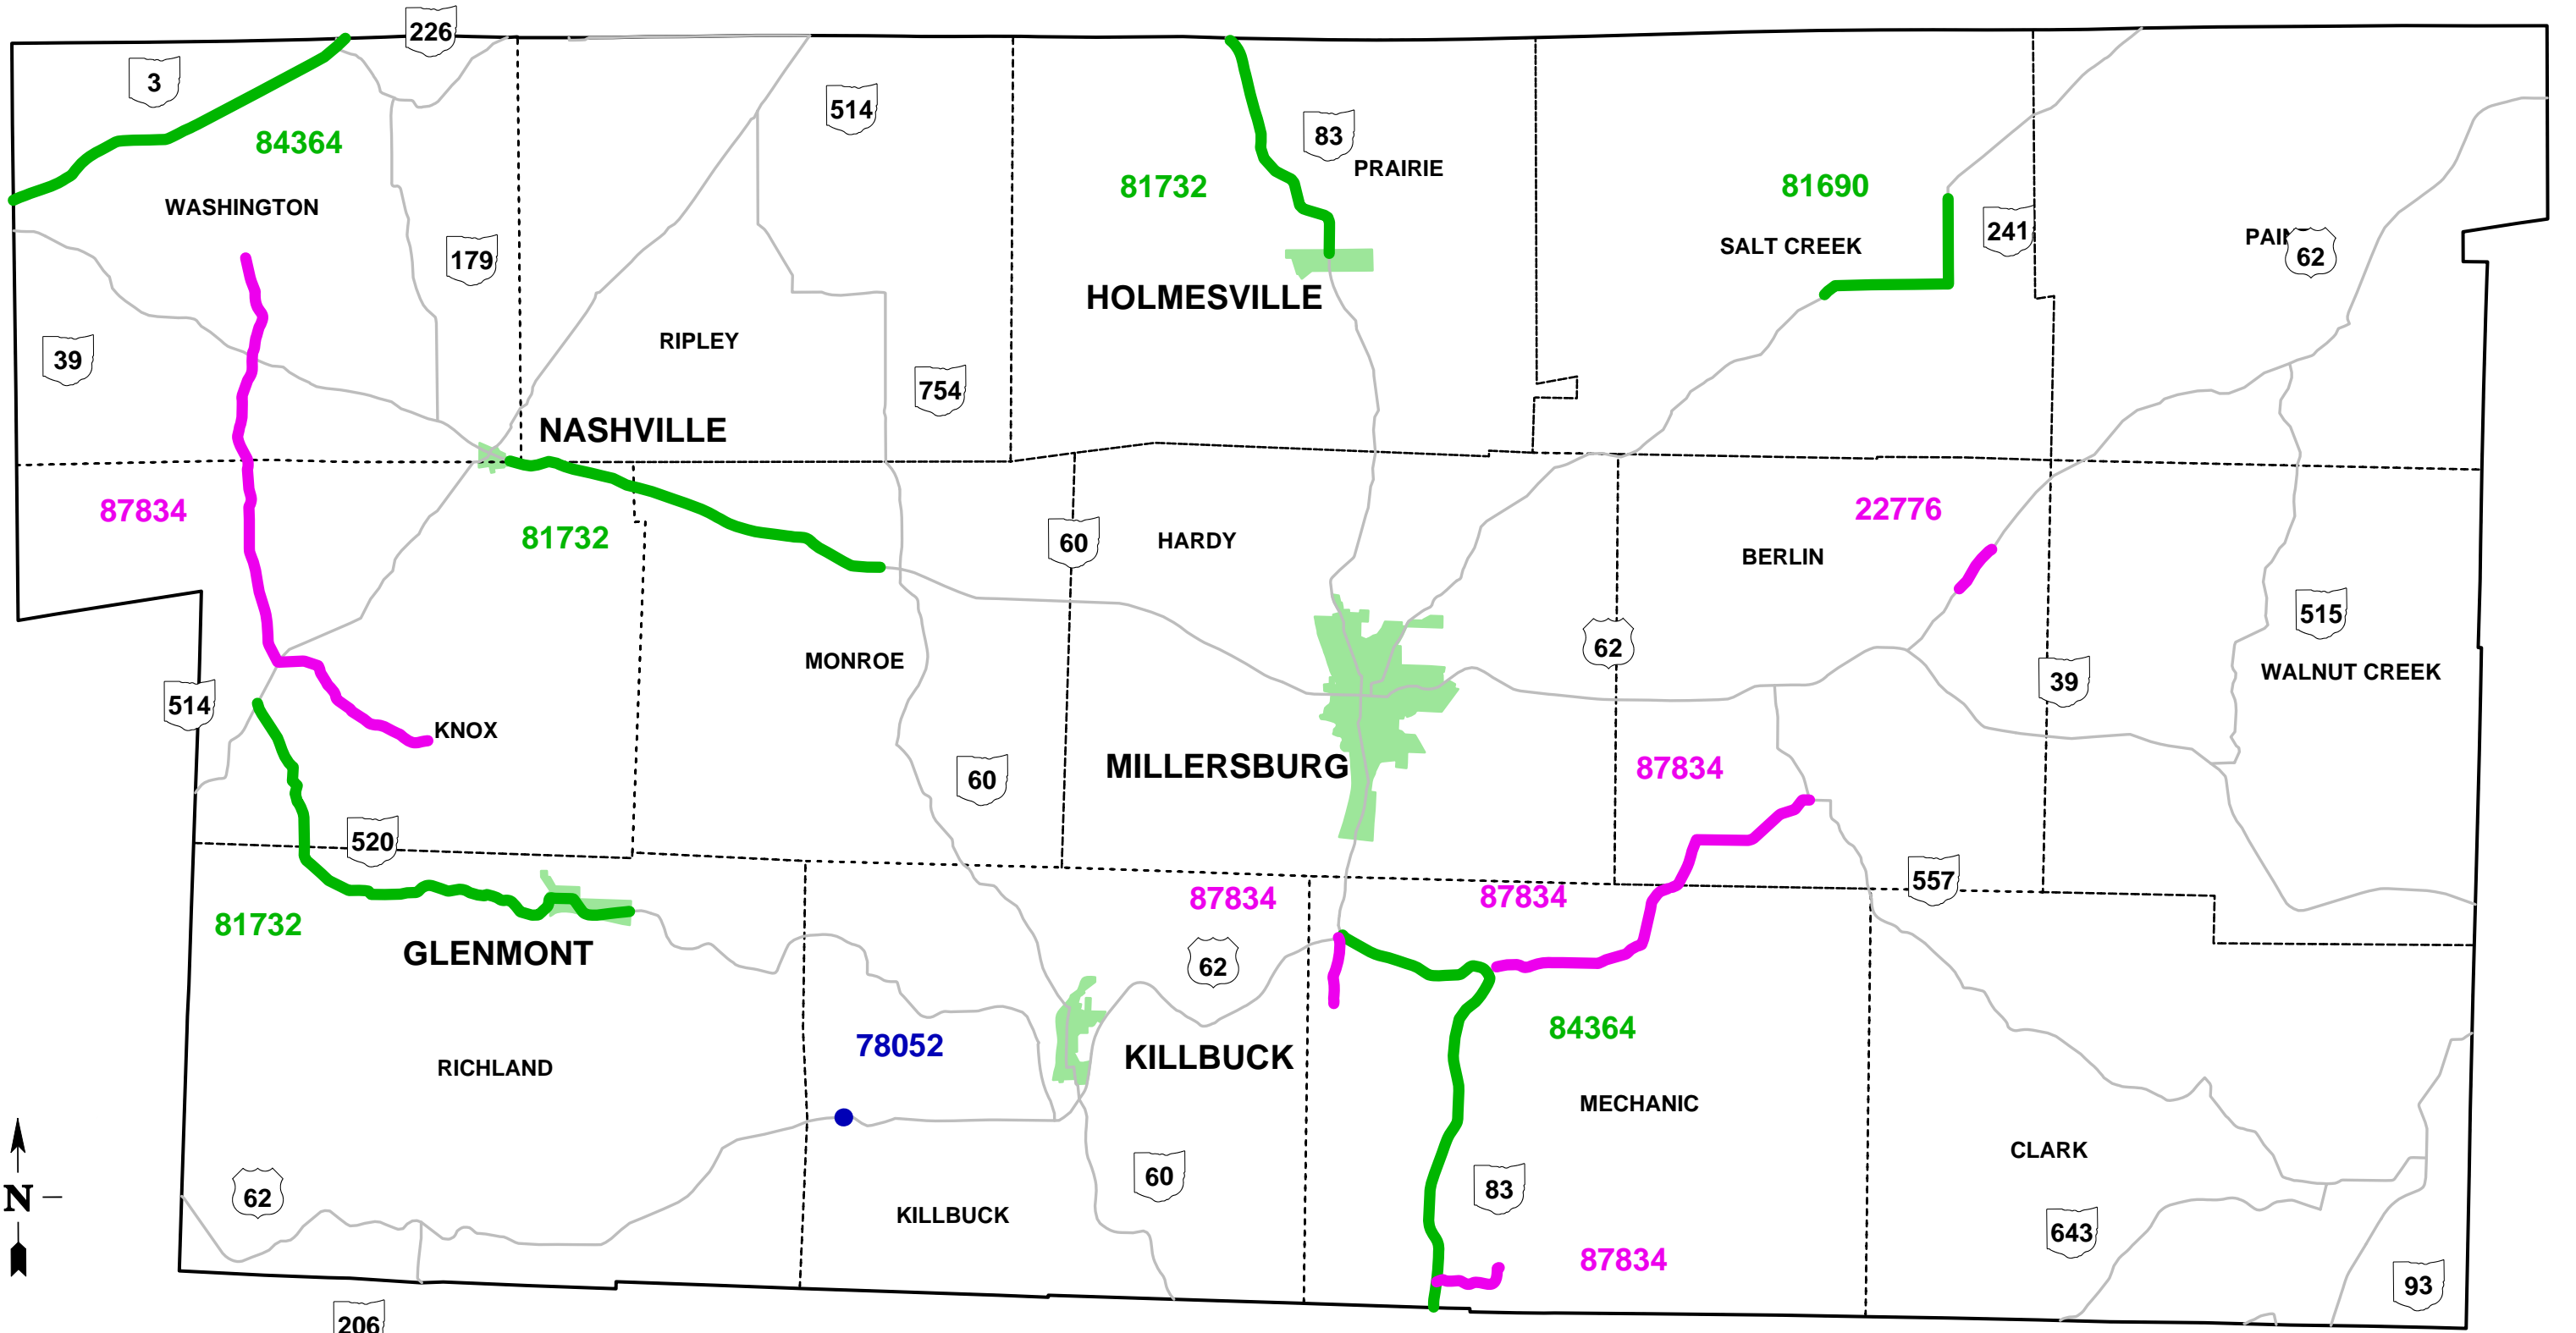 226
3
514
83
84364
PRAIRIE
81732
81690
WASHINGTON
241
SALT CREEK
PAIN
62
179
HOLMESVILLE
RIPLEY
39
754
NASHVILLE
87834
22776
81732
60
HARDY
BERLIN
515
62
MONROE
WALNUT CREEK
39
514
KNOX
MILLERSBURG
87834
60
520
557
87834
87834
81732
GLENMONT
62
84364
78052
KILLBUCK
RICHLAND
MECHANIC
CLARK
60
83
N
62
KILLBUCK
643
87834
93
206